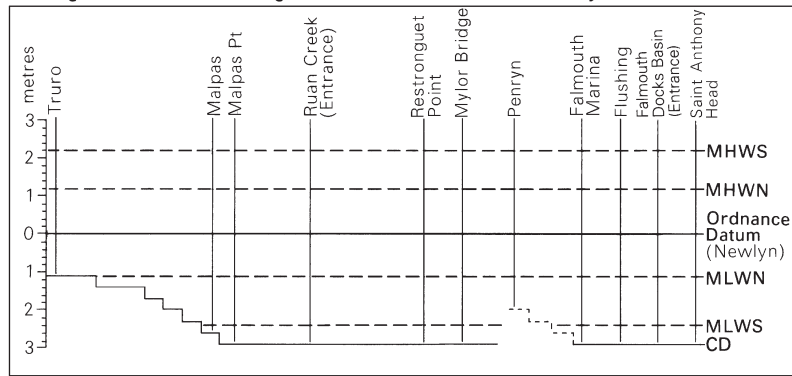 metres
Truro
Malpas
Malpas Pt
Ruan Creek
(Entrance)
Restronguet
Point
Mylor Bridge
Penryn
Falmouth
Marina
Flushing
Falmouth
Docks Basin
(Entrance)
Saint Anthony
Head
3
2
1
0
1
2
3
MHWS
MHWN
Ordnance
Datum
(Newlyn)
MLWN
MLWS
CD